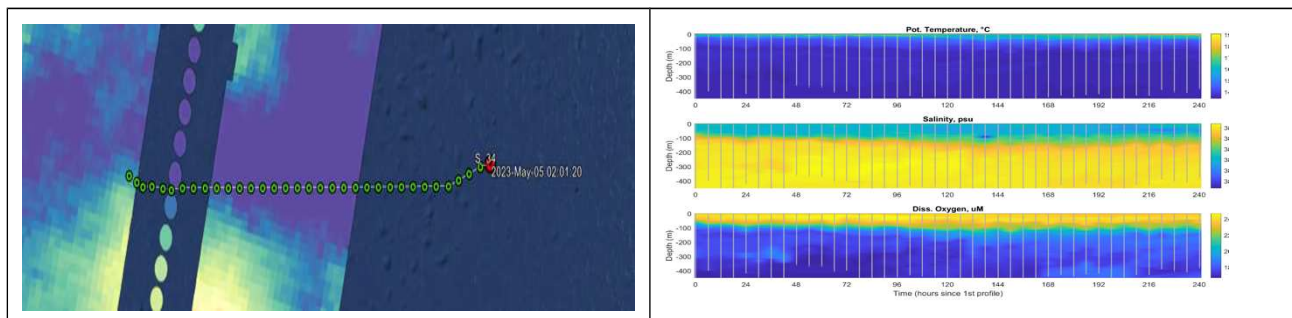 S_34
2023-May-05 02:01:20
Pot. Temperature, °C
Depth (m)
0
-100
-200
-300
-400
0 24 48 72 96 120 144 168 192 216 240
Salinity, psu
Depth (m)
0
-100
-200
-300
-400
0 24 48 72 96 120 144 168 192 216 240
Diss. Oxygen, uM
Depth (m)
0
-100
-200
-300
-400
0 24 48 72 96 120 144 168 192 216 240
Time (hours since 1st profile)